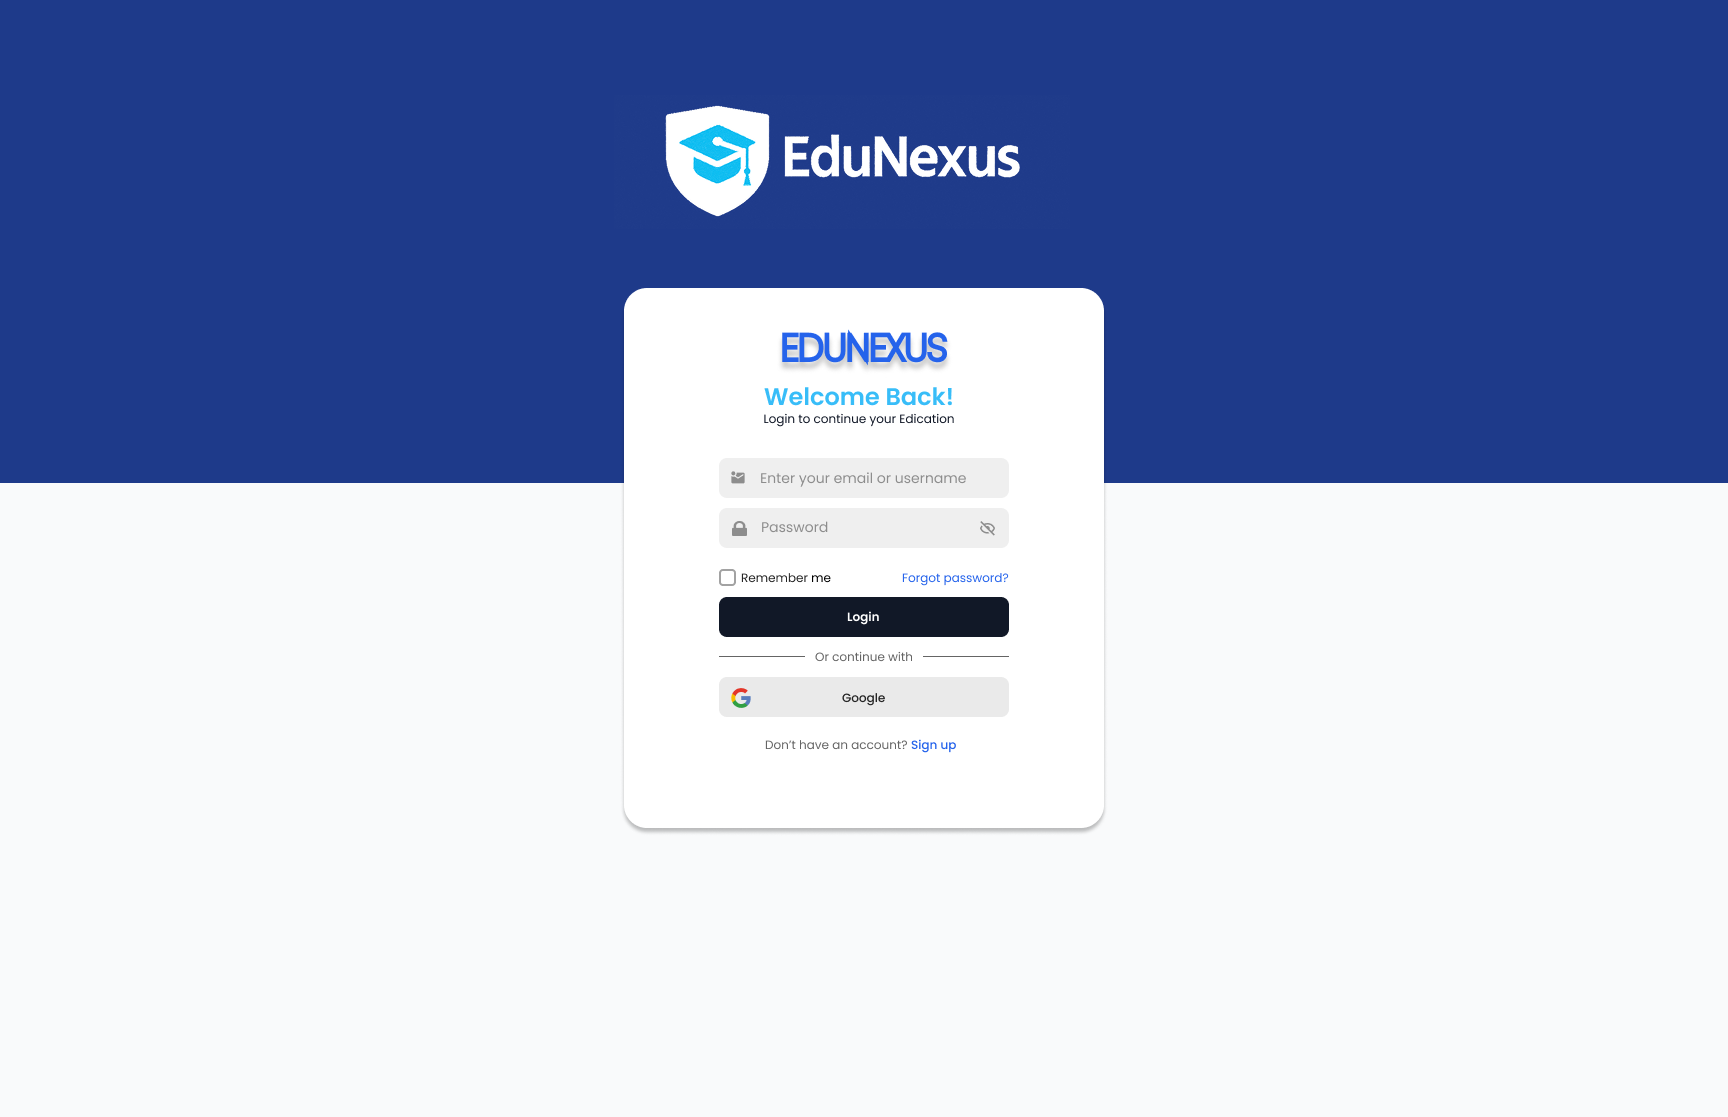 EduNexus
EDUNEXUS
Welcome Back!
Login to continue your Edication
Enter your email or username
Password
Remember me Forgot password?
Login
Or continue with
Google
Don’t have an account? Sign up